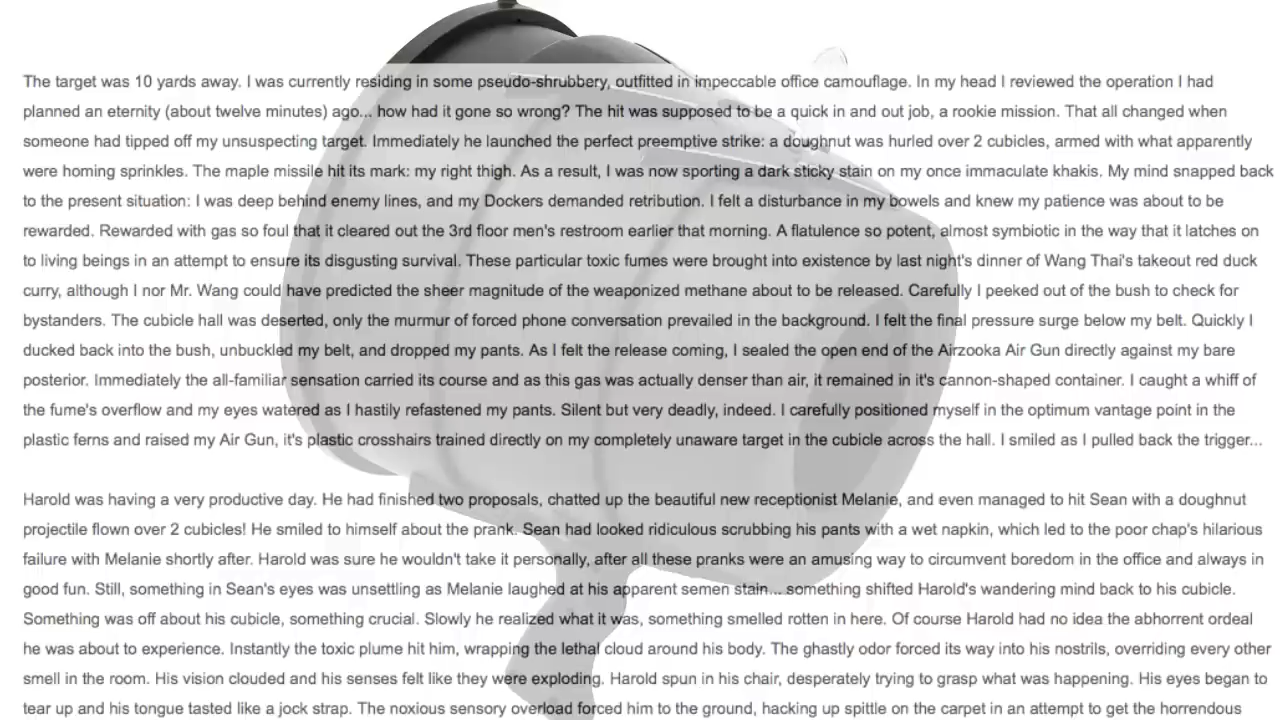 The target was 10 yards away. I was currently residing in some pseudo-shrubbery, outfitted in impeccable office camouflage. In my head I reviewed the operation I had
planned an eternity (about twelve minutes) ago... how had it gone so wrong? The hit was supposed to be a quick in and out job, a rookie mission. That all changed when
someone had tipped off my unsuspecting target. Immediately he launched the perfect preemptive strike: a doughnut was hurled over 2 cubicles, armed with what apparently
were homing sprinkles. The maple missile hit its mark: my right thigh. As a result, I was now sporting a dark sticky stain on my once immaculate khakis. My mind snapped back
to the present situation: I was deep behind enemy lines, and my Dockers demanded retribution. I felt a disturbance in my bowels and knew my patience was about to be
rewarded. Rewarded with gas so foul that it cleared out the 3rd floor men's restroom earlier that morning. A flatulence so potent, almost symbiotic in the way that it latches on
to living beings in an attempt to ensure its disgusting survival. These particular toxic fumes were brought into existence by last night's dinner of Wang Thai's takeout red duck
curry, although I nor Mr. Wang could have predicted the sheer magnitude of the weaponized methane about to be released. Carefully I peeked out of the bush to check for
bystanders. The cubicle hall was deserted, only the murmur of forced phone conversation prevailed in the background. I felt the final pressure surge below my belt. Quickly I
ducked back into the bush, unbuckled my belt, and dropped my pants. As I felt the release coming, I sealed the open end of the Airzooka Air Gun directly against my bare
posterior. Immediately the all-familiar sensation carried its course and as this gas was actually denser than air, it remained in it's cannon-shaped container. I caught a whiff of
the fume's overflow and my eyes watered as I hastily refastened my pants. Silent but very deadly, indeed. I carefully positioned myself in the optimum vantage point in the
plastic ferns and raised my Air Gun, it's plastic crosshairs trained directly on my completely unaware target in the cubicle across the hall. I smiled as I pulled back the trigger...
Harold was having a very productive day. He had finished two proposals, chatted up the beautiful new receptionist Melanie, and even managed to hit Sean with a doughnut
projectile flown over 2 cubicles! He smiled to himself about the prank. Sean had looked ridiculous scrubbing his pants with a wet napkin, which led to the poor chap's hilarious
failure with Melanie shortly after. Harold was sure he wouldn't take it personally, after all these pranks were an amusing way to circumvent boredom in the office and always in
good fun. Still, something in Sean's eyes was unsettling as Melanie laughed at his apparent semen stain... something shifted Harold's wandering mind back to his cubicle.
Something was off about his cubicle, something crucial. Slowly he realized what it was, something smelled rotten in here. Of course Harold had no idea the abhorrent ordeal
he was about to experience. Instantly the toxic plume hit him, wrapping the lethal cloud around his body. The ghastly odor forced its way into his nostrils, overriding every other
smell in the room. His vision clouded and his senses felt like they were exploding. Harold spun in his chair, desperately trying to grasp what was happening. His eyes began to
tear up and his tongue tasted like a jock strap. The noxious sensory overload forced him to the ground, hacking up spittle on the carpet in an attempt to get the horrendous